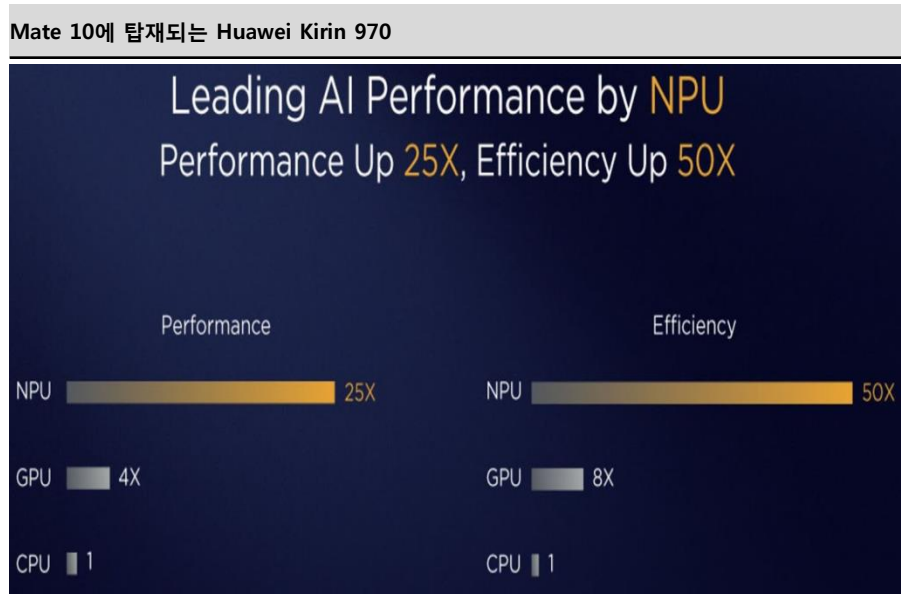 Mate 10에 탑재되는 Huawei Kirin 970
Leading AI Performance by NPU
Performance Up 25X, Efficiency Up 50X
Performance
NPU 25X
GPU 4X
CPU 1
Efficiency
NPU 50X
GPU 8X
CPU 1